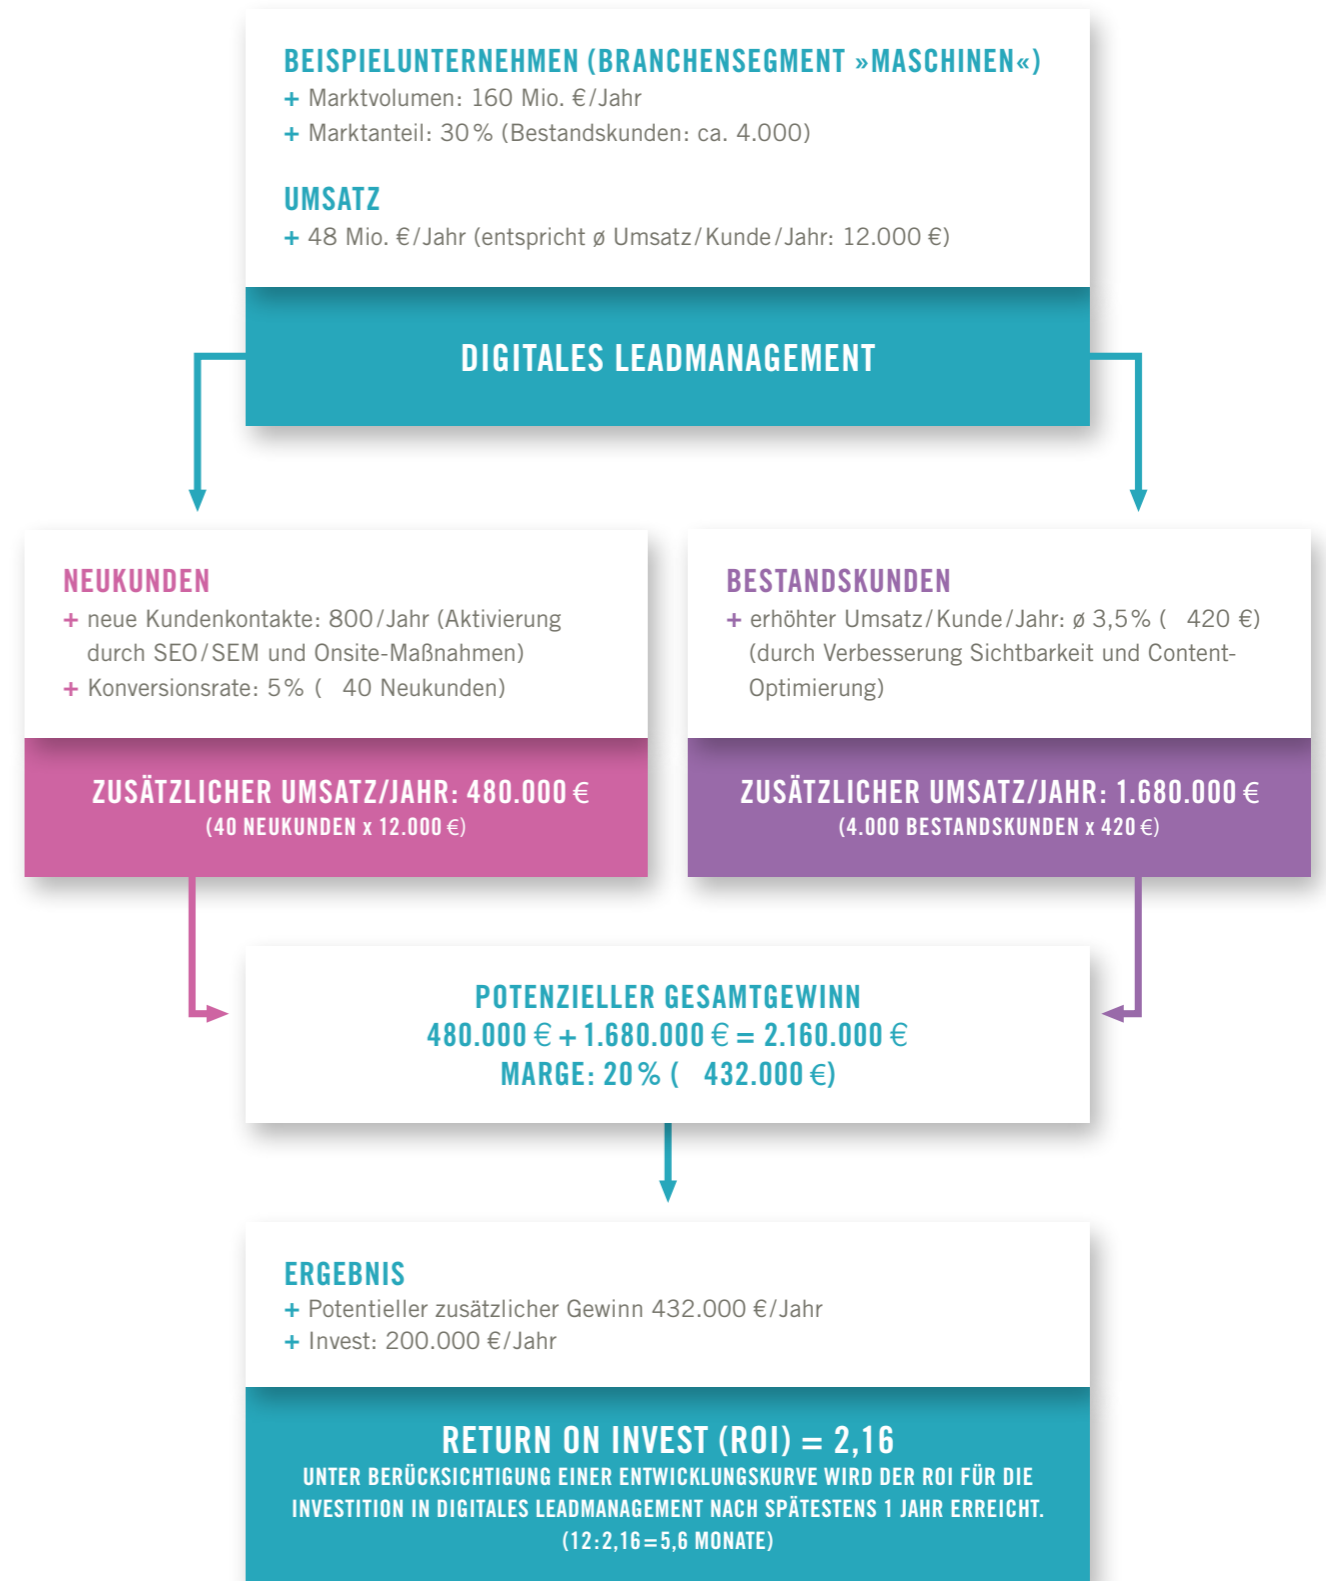 BEISPIELUNTERNEHMEN (BRANCHENSEGMENT »MASCHINEN«)
+ Marktvolumen: 160 Mio. €/Jahr
+ Marktanteil: 30% (Bestandskunden: ca. 4.000)
UMSATZ
+ 48 Mio. €/Jahr (entspricht ø Umsatz/Kunde/Jahr: 12.000 €)
DIGITALES LEADMANAGEMENT
NEUKUNDEN
+ neue Kundenkontakte: 800/Jahr (Aktivierung
durch SEO/SEM und Onsite-Maßnahmen)
+ Konversionsrate: 5% (  40 Neukunden)
ZUSÄTZLICHER UMSATZ/JAHR: 480.000 €
(40 NEUKUNDEN x 12.000 €)
BESTANDSKUNDEN
+ erhöhter Umsatz/Kunde/Jahr: ø 3,5% (  420 €)
(durch Verbesserung Sichtbarkeit und Content-
Optimierung)
ZUSÄTZLICHER UMSATZ/JAHR: 1.680.000 €
(4.000 BESTANDSKUNDEN x 420 €)
POTENZIELLER GESAMTGEWINN
480.000 € + 1.680.000 € = 2.160.000 €
MARGE: 20% (  432.000 €)
ERGEBNIS
+ Potentieller zusätzlicher Gewinn 432.000 €/Jahr
+ Invest: 200.000 €/Jahr
RETURN ON INVEST (ROI) = 2,16
UNTER BERÜCKSICHTIGUNG EINER ENTWICKLUNGSKURVE WIRD DER ROI FÜR DIE
INVESTITION IN DIGITALES LEADMANAGEMENT NACH SPÄTESTENS 1 JAHR ERREICHT.
(12:2,16=5,6 MONATE)